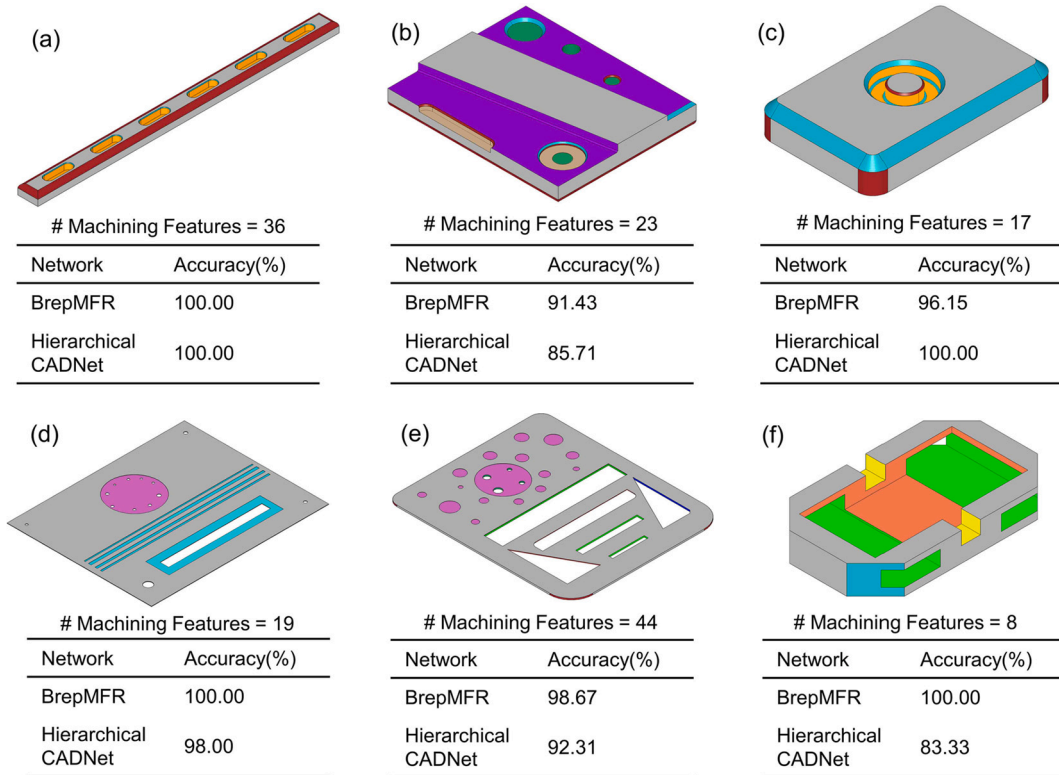 (a)
# Machining Features = 36
Network Accuracy(%)
BrepMFR 100.00
Hierarchical
CADNet 100.00
(b)
# Machining Features = 23
Network Accuracy(%)
BrepMFR 91.43
Hierarchical
CADNet 85.71
(c)
# Machining Features = 17
Network Accuracy(%)
BrepMFR 96.15
Hierarchical
CADNet 100.00
(d)
# Machining Features = 19
Network Accuracy(%)
BrepMFR 100.00
Hierarchical
CADNet 98.00
(e)
# Machining Features = 44
Network Accuracy(%)
BrepMFR 98.67
Hierarchical
CADNet 92.31
(f)
# Machining Features = 8
Network Accuracy(%)
BrepMFR 100.00
Hierarchical
CADNet 83.33